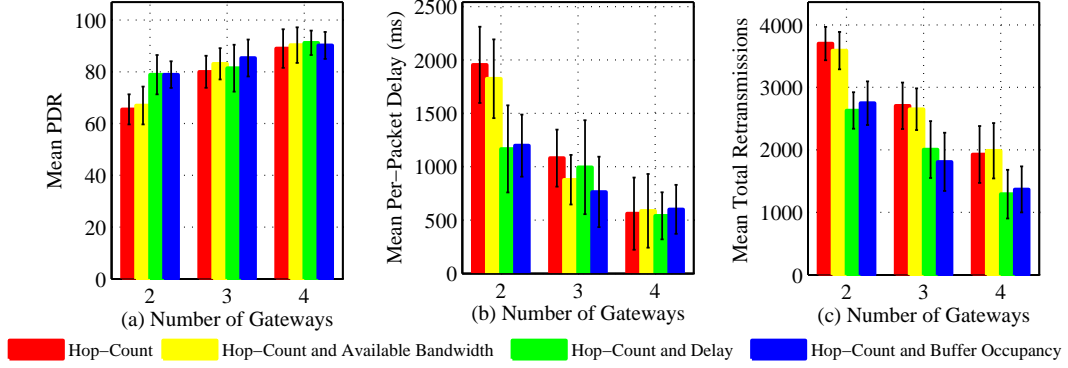 Mean PDR
100
80
60
40
20
0
2 3 4
(a) Number of Gateways
Mean Per−Packet Delay (ms)
2500
2000
1500
1000
500
0
2 3 4
(b) Number of Gateways
Mean Total Retransmissions
4000
3000
2000
1000
0
2 3 4
(c) Number of Gateways
Hop−Count Hop−Count and Available Bandwidth Hop−Count and Delay Hop−Count and Buffer Occupancy